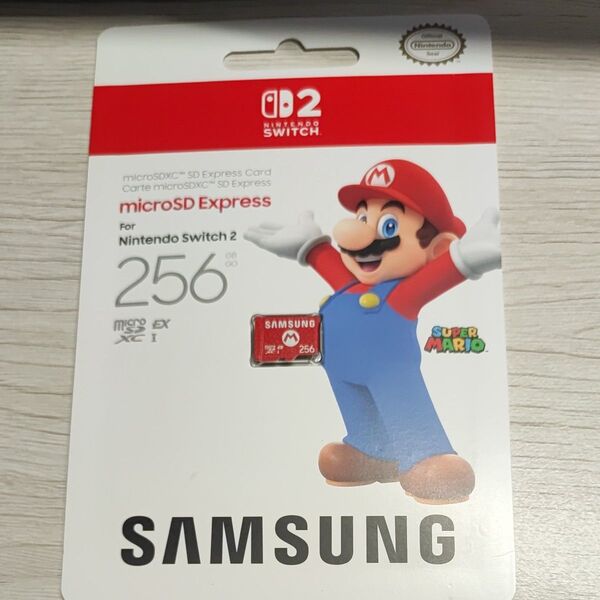 Official
Nintendo
Seal
2
NINTENDO
SWITCH
microSDXC™ SD Express Card
Carte microSDXC™ SD Express
microSD Express
For
Nintendo Switch 2
256 GB
GO
micro
SD EX
XC I
SAMSUNG
M
256
SUPER
MARIO
SAMSUNG